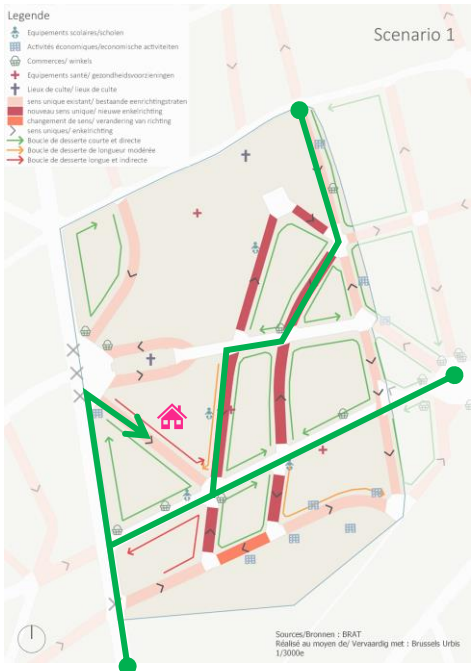 Legende
Equipements scolaires/scholen
Activités économiques/economische activiteiten
Commerces/ winkels
Equipements santé/ gezondheidsvoorzieningen
Lieux de culte/ lieux de culte
sens unique existant/ bestaande eenrichtingstraten
nouveau sens unique/ nieuwe enkelrichting
changement de sens/ verandering van richting
sens uniques/ enkelrichting
Boucle de desserte courte et directe
Boucle de desserte de longueur modérée
Boucle de desserte longue et indirecte
Scenario 1
Sources/Bronnen : BRAT
Réalisé au moyen de/ Vervaardig met : Brussels Urbis
1/3000e